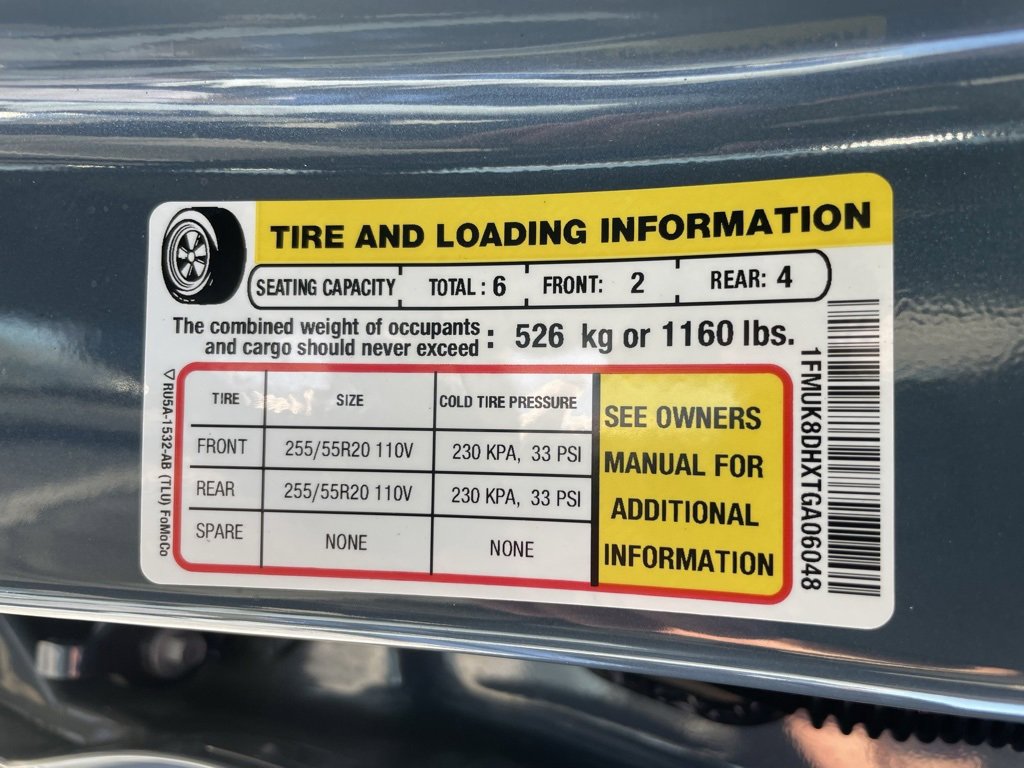 TIRE AND LOADING INFORMATION
SEATING CAPACITY TOTAL : 6 FRONT: 2 REAR: 4
The combined weight of occupants
and cargo should never exceed : 526 kg or 1160 lbs.
TIRE SIZE COLD TIRE PRESSURE
FRONT 255/55R20 110V 230 KPA, 33 PSI
REAR 255/55R20 110V 230 KPA, 33 PSI
SPARE NONE NONE
SEE OWNERS
MANUAL FOR
ADDITIONAL
INFORMATION
▽RU5A-1532-AB (TLU) FoMoCo
1FMUK8DHXTGA06048